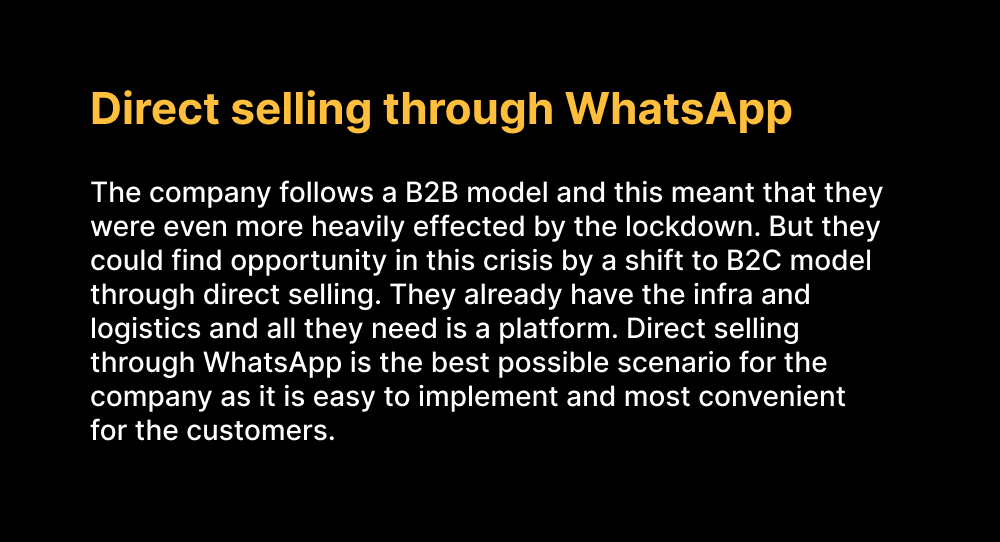 Direct selling through WhatsApp
The company follows a B2B model and this meant that they
were even more heavily effected by the lockdown. But they
could find opportunity in this crisis by a shift to B2C model
through direct selling. They already have the infra and
logistics and all they need is a platform. Direct selling
through WhatsApp is the best possible scenario for the
company as it is easy to implement and most convenient
for the customers.